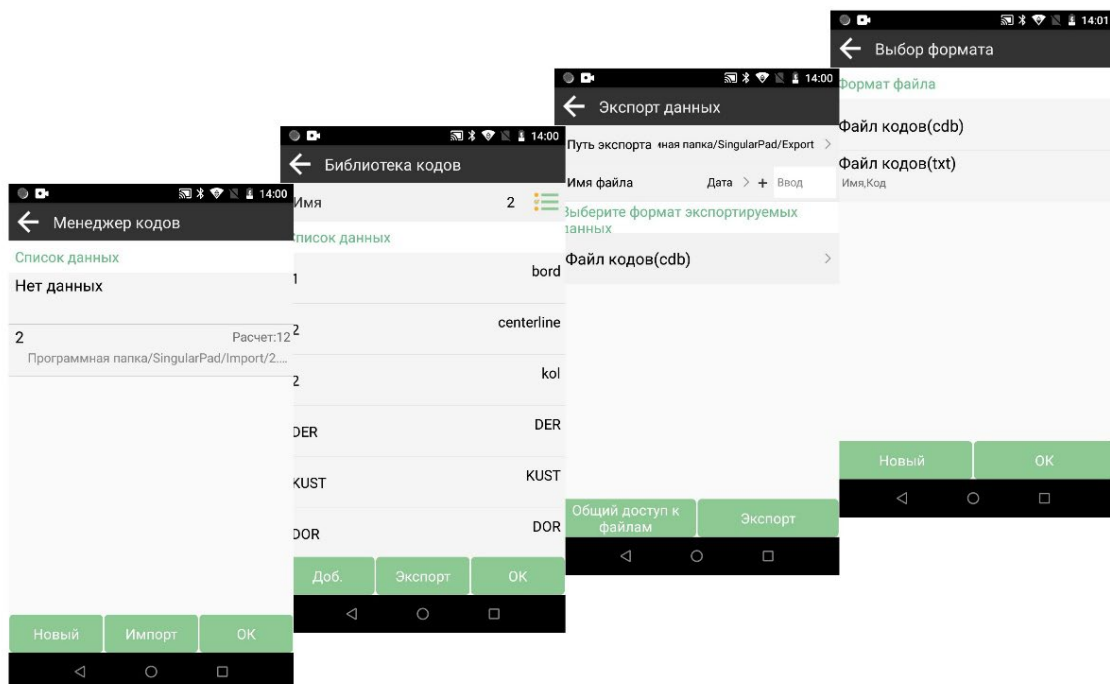 14:00
Менеджер кодов
Список данных
Нет данных
2
Расчет:12
Программная папка/SingularPad/Import/2....
Новый
Импорт
OK
14:00
Библиотека кодов
Имя
2
Список данных
1
bord
2
centerline
2
kol
DER
DER
KUST
KUST
DOR
DOR
Доб.
Экспорт
OK
14:00
Экспорт данных
Путь экспорта
ная папка/SingularPad/Export
Имя файла
Дата
+
Ввод
Выберите формат экспортируемых
данных
Файл кодов(cdb)
Общий доступ к
файлам
Экспорт
14:01
Выбор формата
Формат файла
Файл кодов(cdb)
Файл кодов(txt)
Имя,Код
Новый
OK